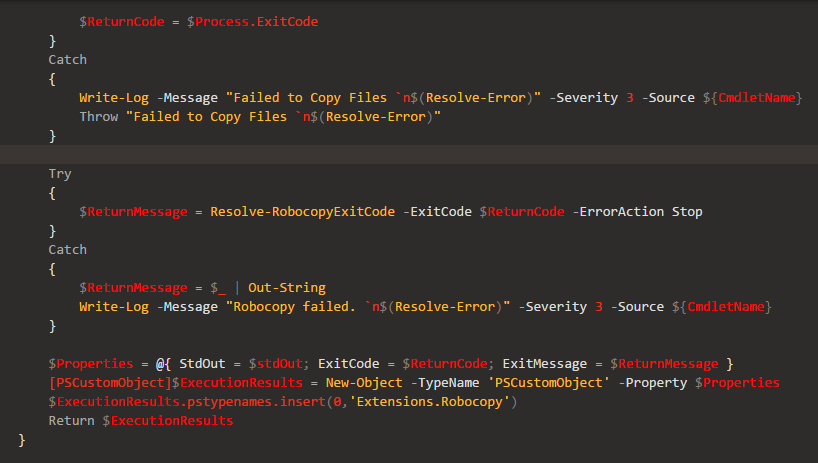 $ReturnCode = $Process.ExitCode
}
Catch
{
Write-Log -Message "Failed to Copy Files `n$(Resolve-Error)" -Severity 3 -Source ${CmdletName}
Throw "Failed to Copy Files `n$(Resolve-Error)"
}
Try
{
$ReturnMessage = Resolve-RobocopyExitCode -ExitCode $ReturnCode -ErrorAction Stop
}
Catch
{
$ReturnMessage = $_ | Out-String
Write-Log -Message "Robocopy failed. `n$(Resolve-Error)" -Severity 3 -Source ${CmdletName}
}
$Properties = @{ StdOut = $stdOut; ExitCode = $ReturnCode; ExitMessage = $ReturnMessage }
[PSCustomObject]$ExecutionResults = New-Object -TypeName 'PSCustomObject' -Property $Properties
$ExecutionResults.pstypenames.insert(0,'Extensions.Robocopy')
Return $ExecutionResults
}